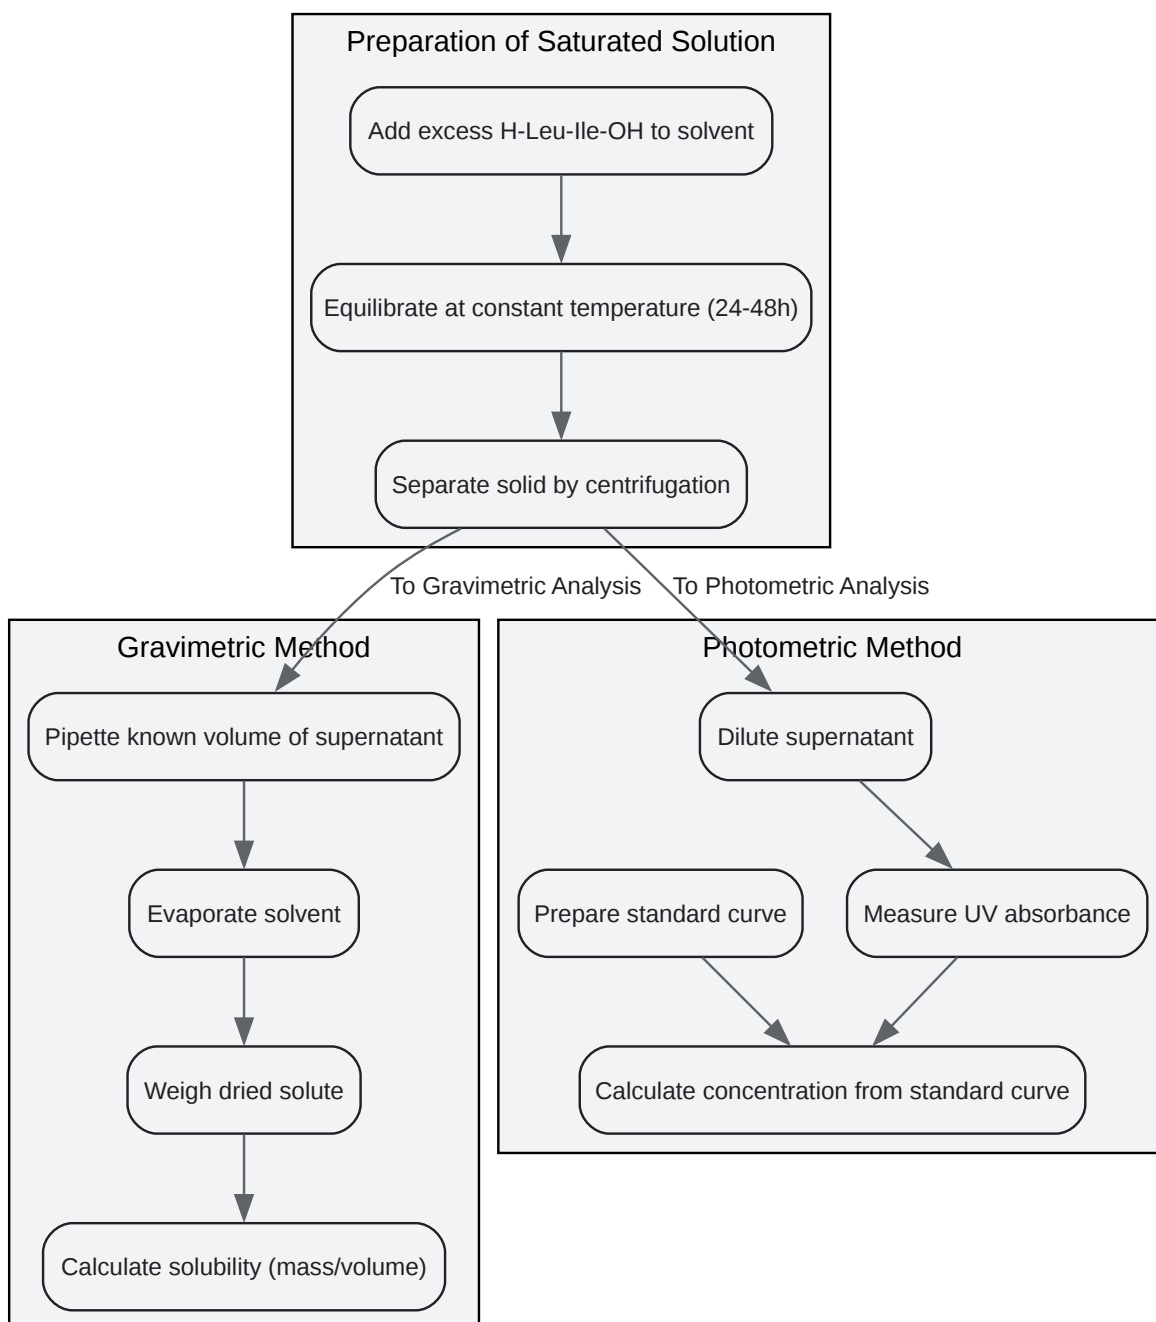 Preparation of Saturated Solution
Add excess H-Leu-Ile-OH to solvent
Equilibrate at constant temperature (24-48h)
Separate solid by centrifugation
To Gravimetric Analysis
To Photometric Analysis
Gravimetric Method
Pipette known volume of supernatant
Evaporate solvent
Weigh dried solute
Calculate solubility (mass/volume)
Photometric Method
Dilute supernatant
Prepare standard curve
Measure UV absorbance
Calculate concentration from standard curve